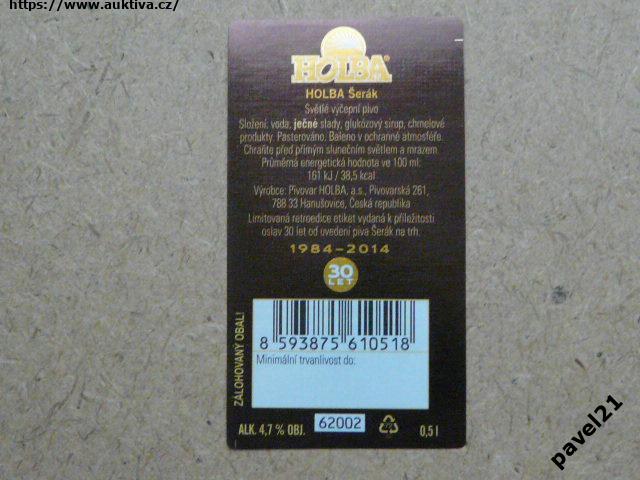 https://www.auktiva.cz/
HOLBA
HOLBA Šerák
Světlé výčepní pivo
Složení: voda, ječné slady, glukózový sirup, chmelové
produkty. Pasterováno. Baleno v ochranné atmosféře.
Chraňte před přímým slunečním světlem a mrazem.
Průměrná energetická hodnota ve 100 ml:
161 kJ / 38,5 kcal
Výrobce: Pivovar HOLBA, a.s., Pivovarská 261,
788 33 Hanušovice, Česká republika
Limitovaná retroedice etiket vydaná k příležitosti
oslav 30 let od uvedení piva Šerák na trh.
1984–2014
30
LET
8 593875 610518
Minimální trvanlivost do:
ZÁLOHOVANÝ OBAL!
ALK. 4,7 % OBJ.
62002
0,5 l
pavel21